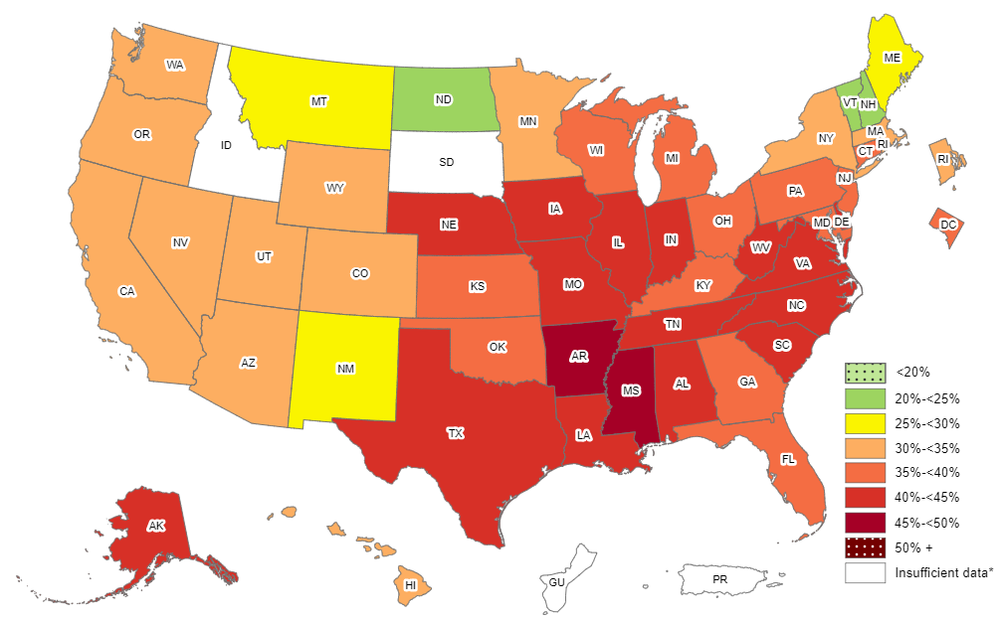 ME
WA
MT
ND
VT
NH
MN
OR
NY
MA
ID
SD
WI
MI
CT
RI
RI
WY
NJ
PA
IA
NE
OH
MD
DE
DC
NV
IL
IN
WV
UT
CO
VA
KS
MO
KY
CA
NC
TN
OK
AR
SC
AZ
NM
MS
AL
GA
TX
LA
FL
AK
HI
GU
PR
<20%
20%-<25%
25%-<30%
30%-<35%
35%-<40%
40%-<45%
45%-<50%
50% +
Insufficient data*